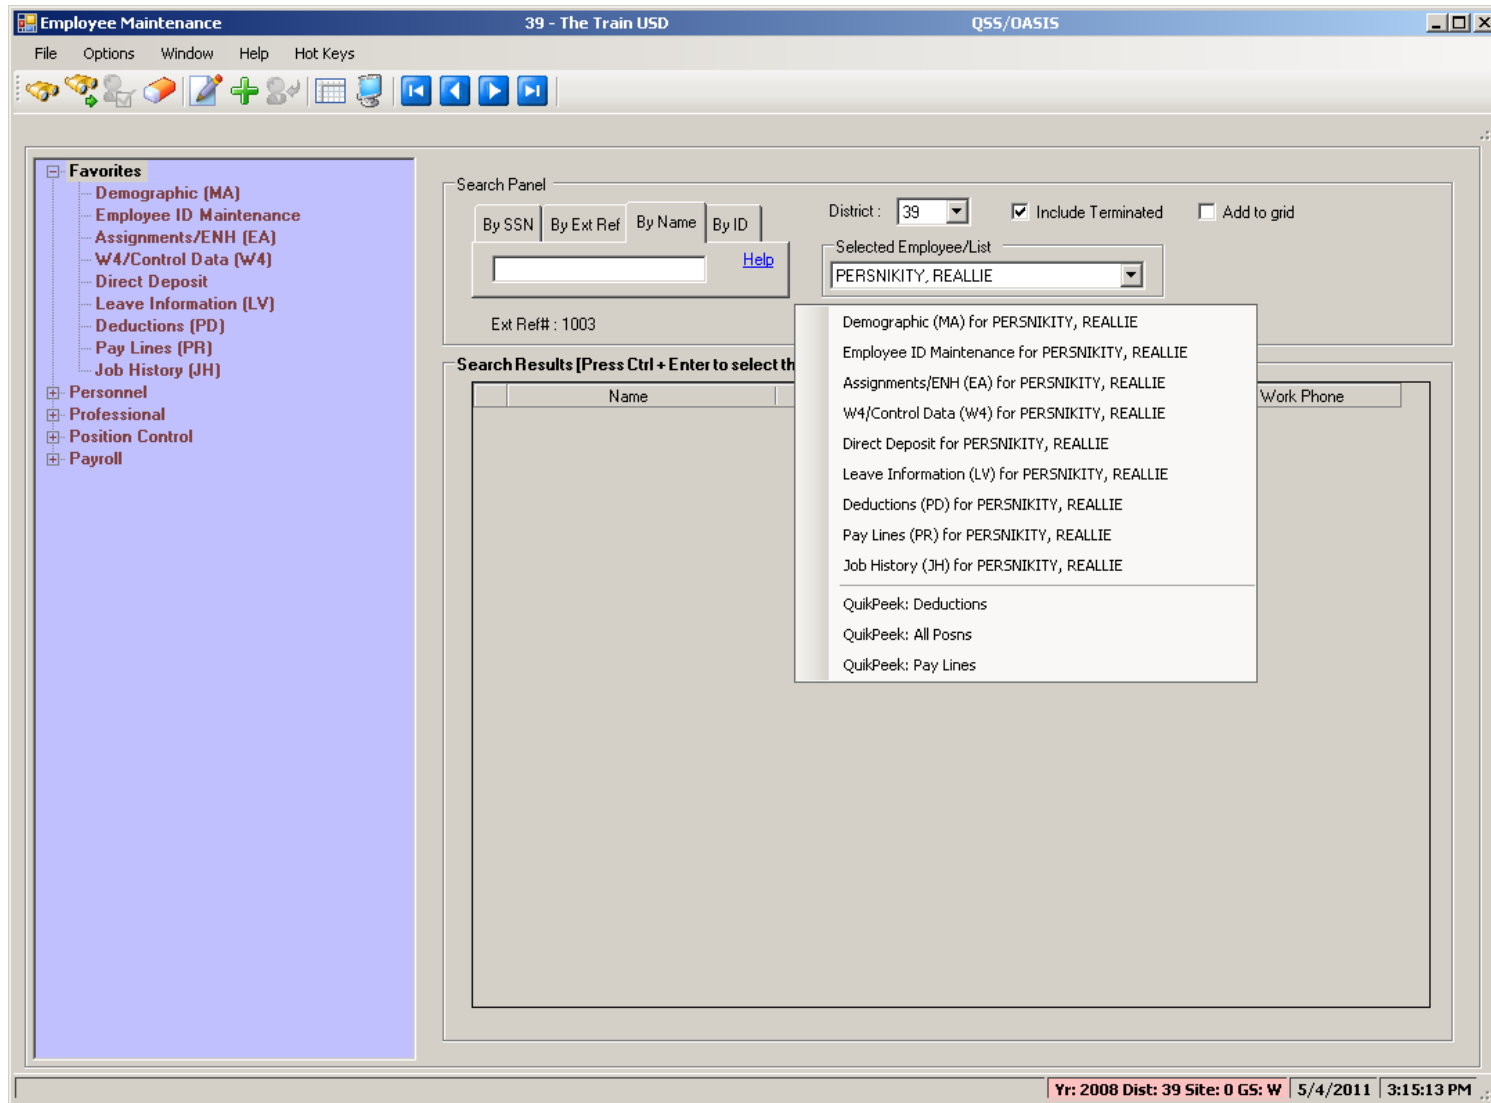 Employee Maintenance 39 - The Train USD QSS/OASIS
File Options Window Help Hot Keys
Favorites
Demographic (MA)
Employee ID Maintenance
Assignments/ENH (EA)
W4/Control Data (W4)
Direct Deposit
Leave Information (LV)
Deductions (PD)
Pay Lines (PR)
Job History (JH)
Personnel
Professional
Position Control
Payroll
Search Panel
By SSN By Ext Ref By Name By ID
Help
District : 39 Include Terminated Add to grid
Selected Employee/List
PERSNIKITY, REALLIE
Ext Ref# : 1003
Search Results [Press Ctrl + Enter to select th
Name Work Phone
Demographic (MA) for PERSNIKITY, REALLIE
Employee ID Maintenance for PERSNIKITY, REALLIE
Assignments/ENH (EA) for PERSNIKITY, REALLIE
W4/Control Data (W4) for PERSNIKITY, REALLIE
Direct Deposit for PERSNIKITY, REALLIE
Leave Information (LV) for PERSNIKITY, REALLIE
Deductions (PD) for PERSNIKITY, REALLIE
Pay Lines (PR) for PERSNIKITY, REALLIE
Job History (JH) for PERSNIKITY, REALLIE
QuikPeek: Deductions
QuikPeek: All Posns
QuikPeek: Pay Lines
Yr: 2008 Dist: 39 Site: 0 GS: W 5/4/2011 3:15:13 PM